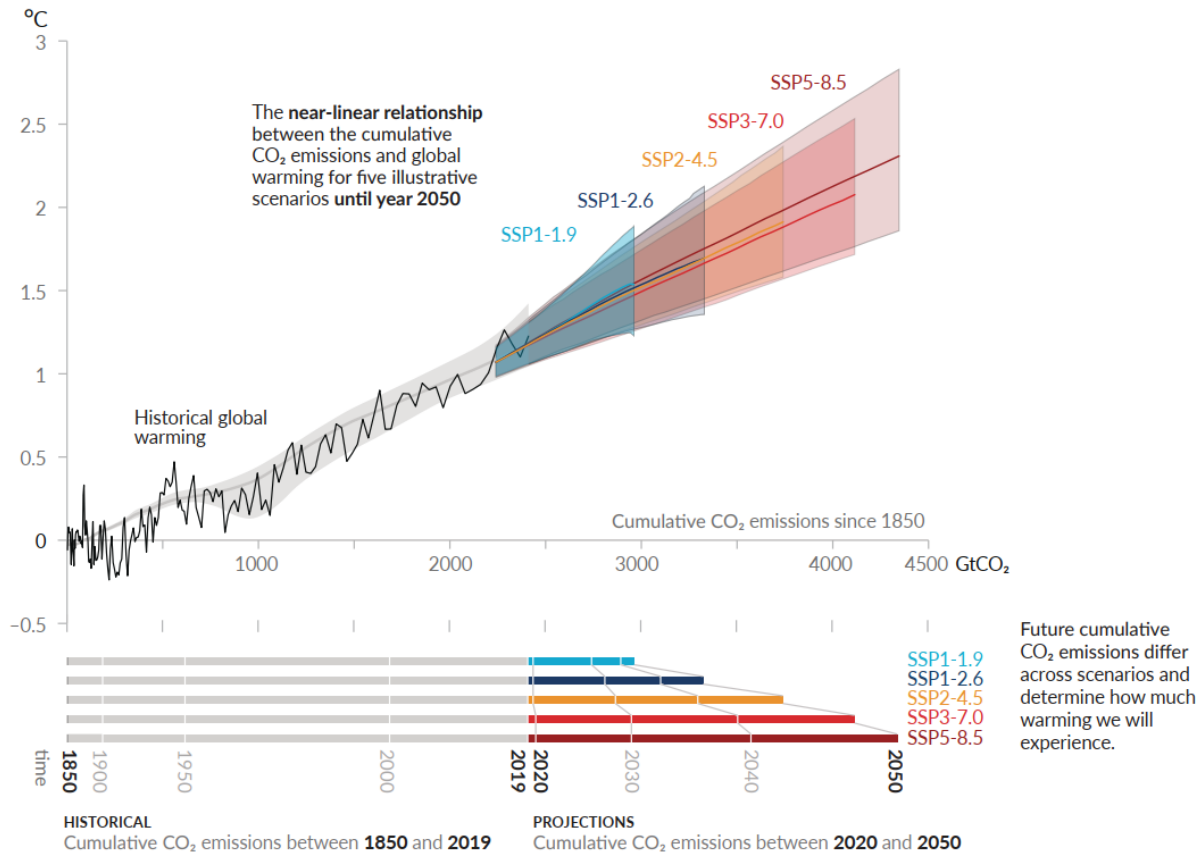 °C
3
2.5
2
1.5
1
0.5
0
−0.5
The near-linear relationship
between the cumulative
CO₂ emissions and global
warming for five illustrative
scenarios until year 2050
SSP5-8.5
SSP3-7.0
SSP2-4.5
SSP1-2.6
SSP1-1.9
Historical global
warming
Cumulative CO₂ emissions since 1850
1000
2000
3000
4000
4500 GtCO₂
SSP1-1.9
SSP1-2.6
SSP2-4.5
SSP3-7.0
SSP5-8.5
Future cumulative
CO₂ emissions differ
across scenarios and
determine how much
warming we will
experience.
time
1850
1900
1950
2000
2019
2020
2030
2040
2050
HISTORICAL
Cumulative CO₂ emissions between 1850 and 2019
PROJECTIONS
Cumulative CO₂ emissions between 2020 and 2050